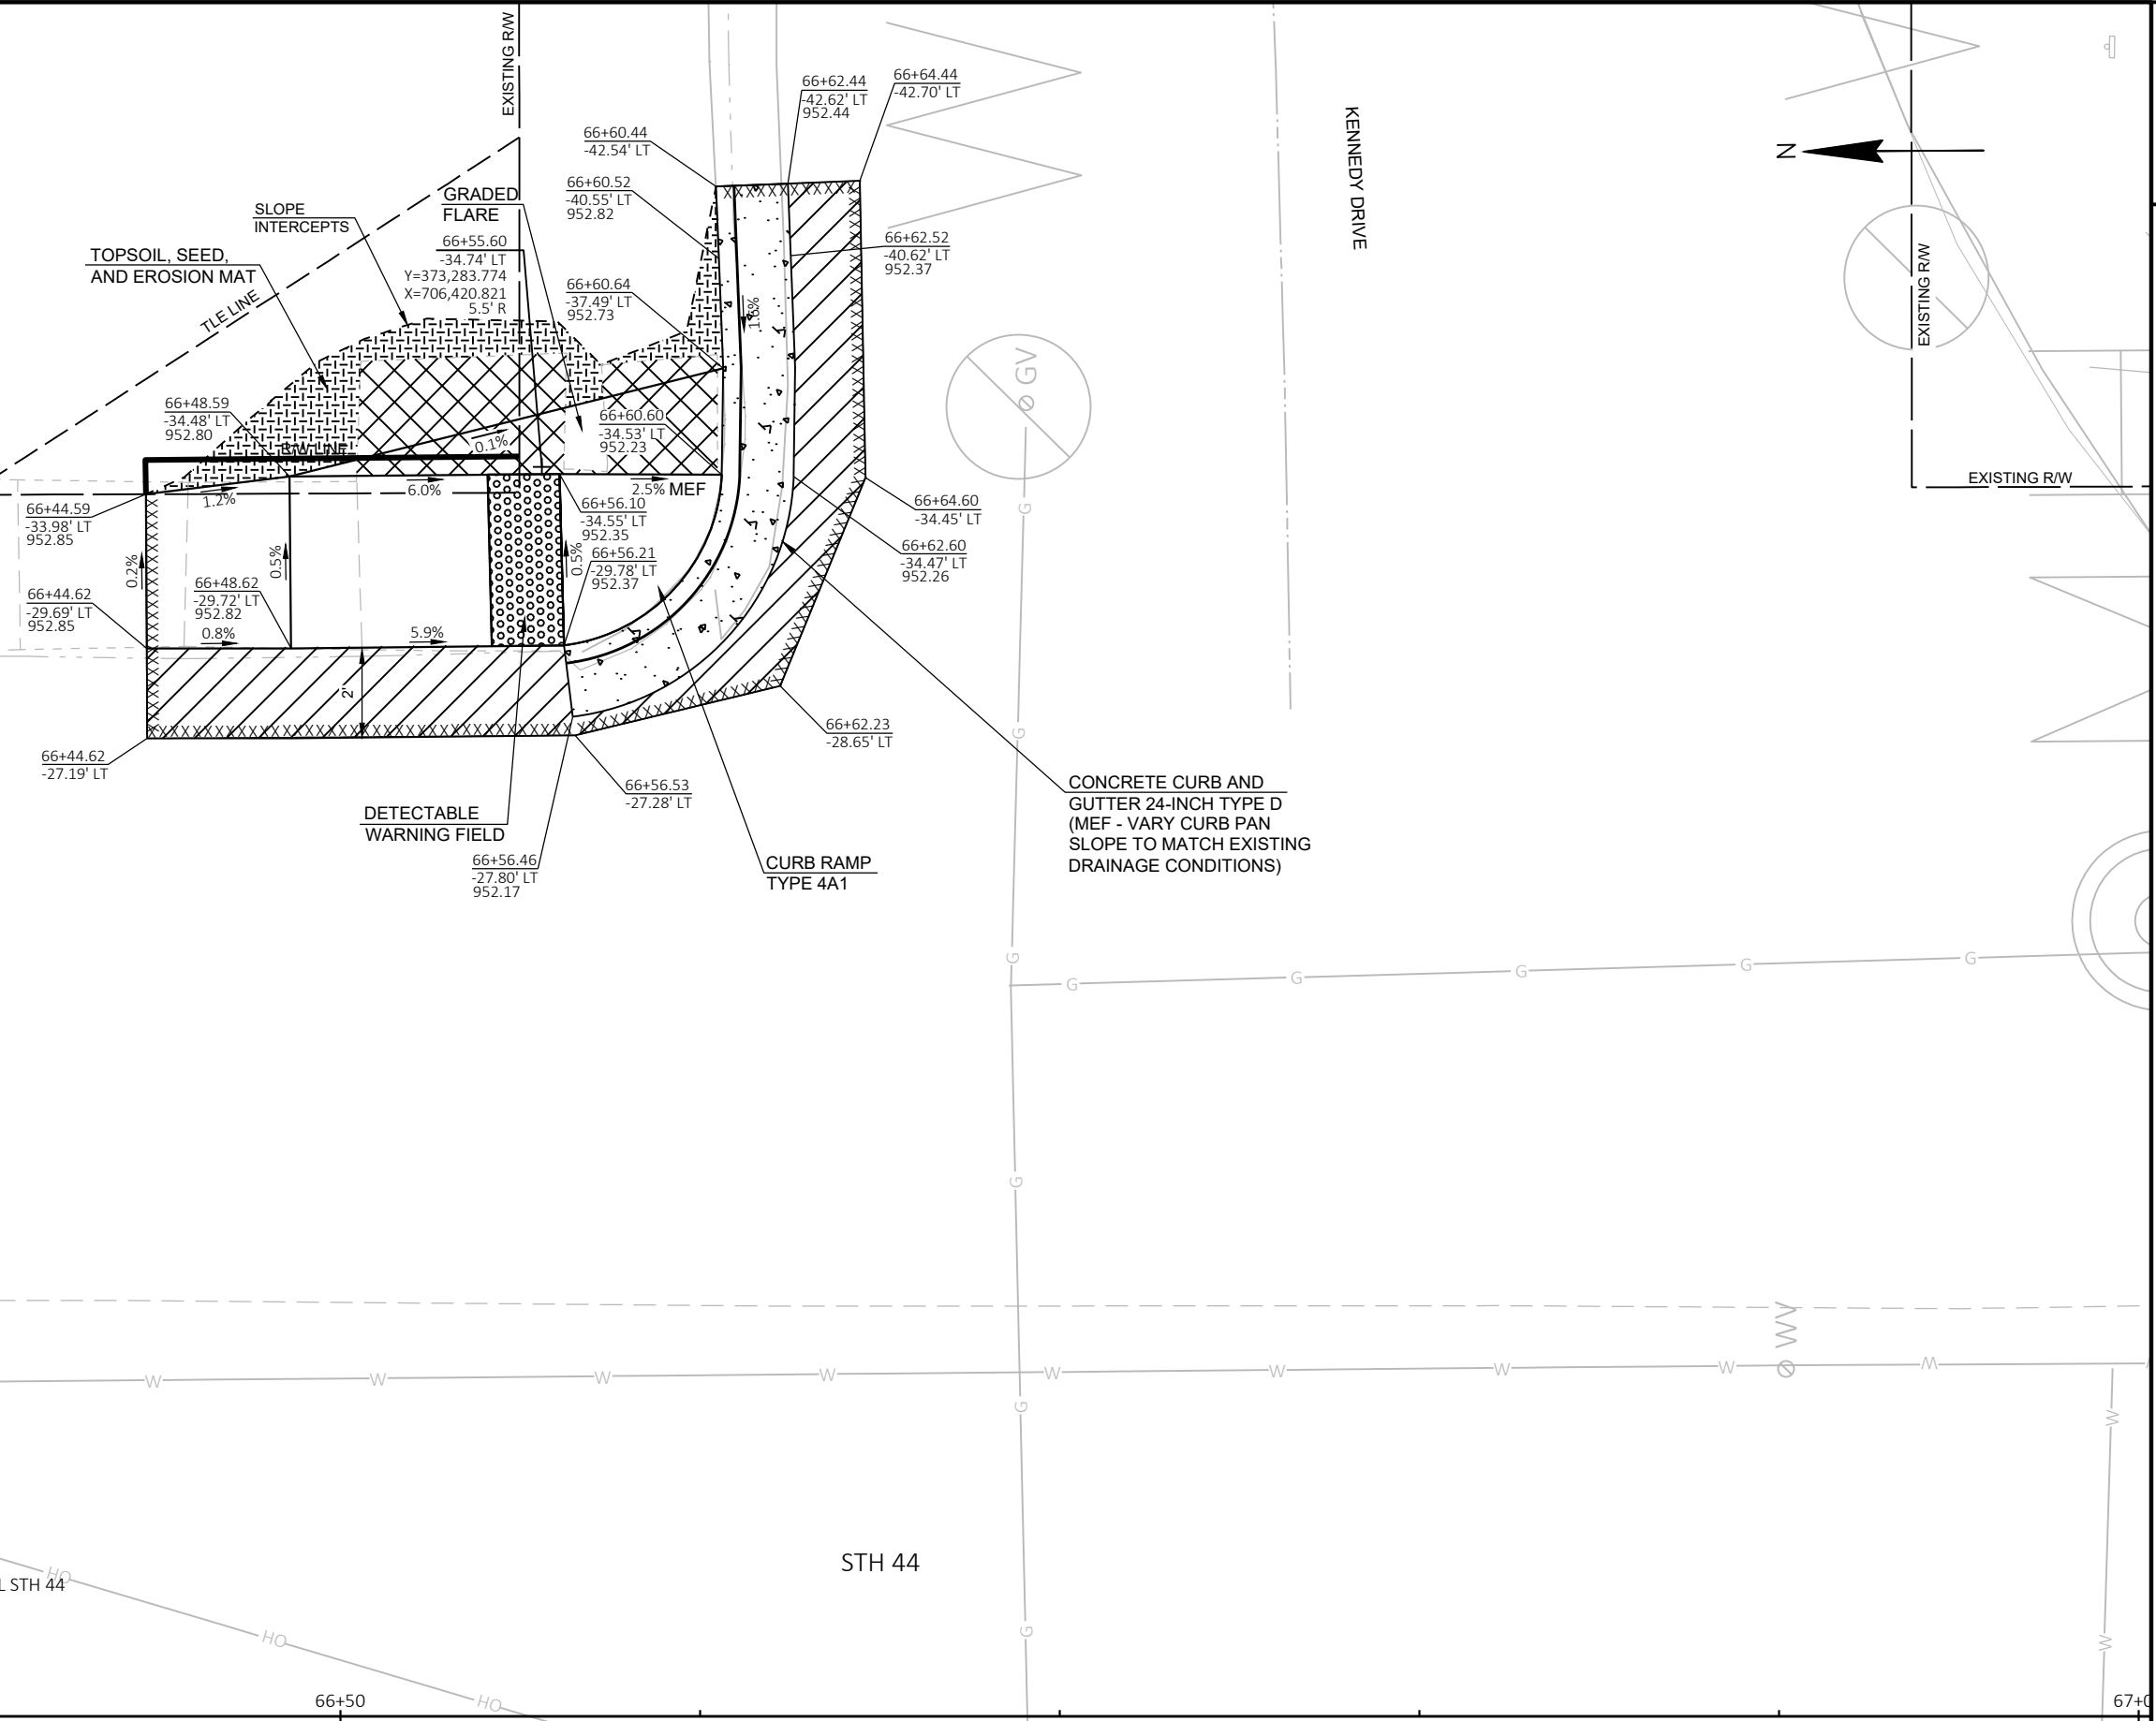 EXISTING R/W
66+62.44
-42.62' LT
952.44
66+64.44
-42.70' LT
66+60.44
-42.54' LT
KENNEDY DRIVE
N
66+60.52
-40.55' LT
952.82
GRADED
FLARE
SLOPE
INTERCEPTS
66+55.60
-34.74' LT
Y=373,283.774
X=706,420.821
5.5' R
66+62.52
-40.62' LT
952.37
EXISTING R/W
TOPSOIL, SEED,
AND EROSION MAT
TLE LINE
66+60.64
-37.49' LT
952.73
1.6%
Ø GV
66+48.59
-34.48' LT
952.80
66+60.60
-34.53' LT
952.23
R/W LINE
0.1%
EXISTING R/W
6.0%
2.5% MEF
1.2%
66+44.59
-33.98' LT
952.85
66+56.10
-34.55' LT
952.35
66+64.60
-34.45' LT
G
66+62.60
-34.47' LT
952.26
0.2%
0.5%
0.5%
66+56.21
-29.78' LT
952.37
66+48.62
-29.72' LT
952.82
66+44.62
-29.69' LT
952.85
0.8%
5.9%
2'
66+62.23
-28.65' LT
G
66+44.62
-27.19' LT
66+56.53
-27.28' LT
CONCRETE CURB AND
GUTTER 24-INCH TYPE D
(MEF - VARY CURB PAN
SLOPE TO MATCH EXISTING
DRAINAGE CONDITIONS)
DETECTABLE
WARNING FIELD
66+56.46
-27.80' LT
952.17
CURB RAMP
TYPE 4A1
G
G G G G G
G
Ø WV
W W W W W W W W W
G
W
STH 44
HO
L STH 44
HO
G
W
HO
66+50